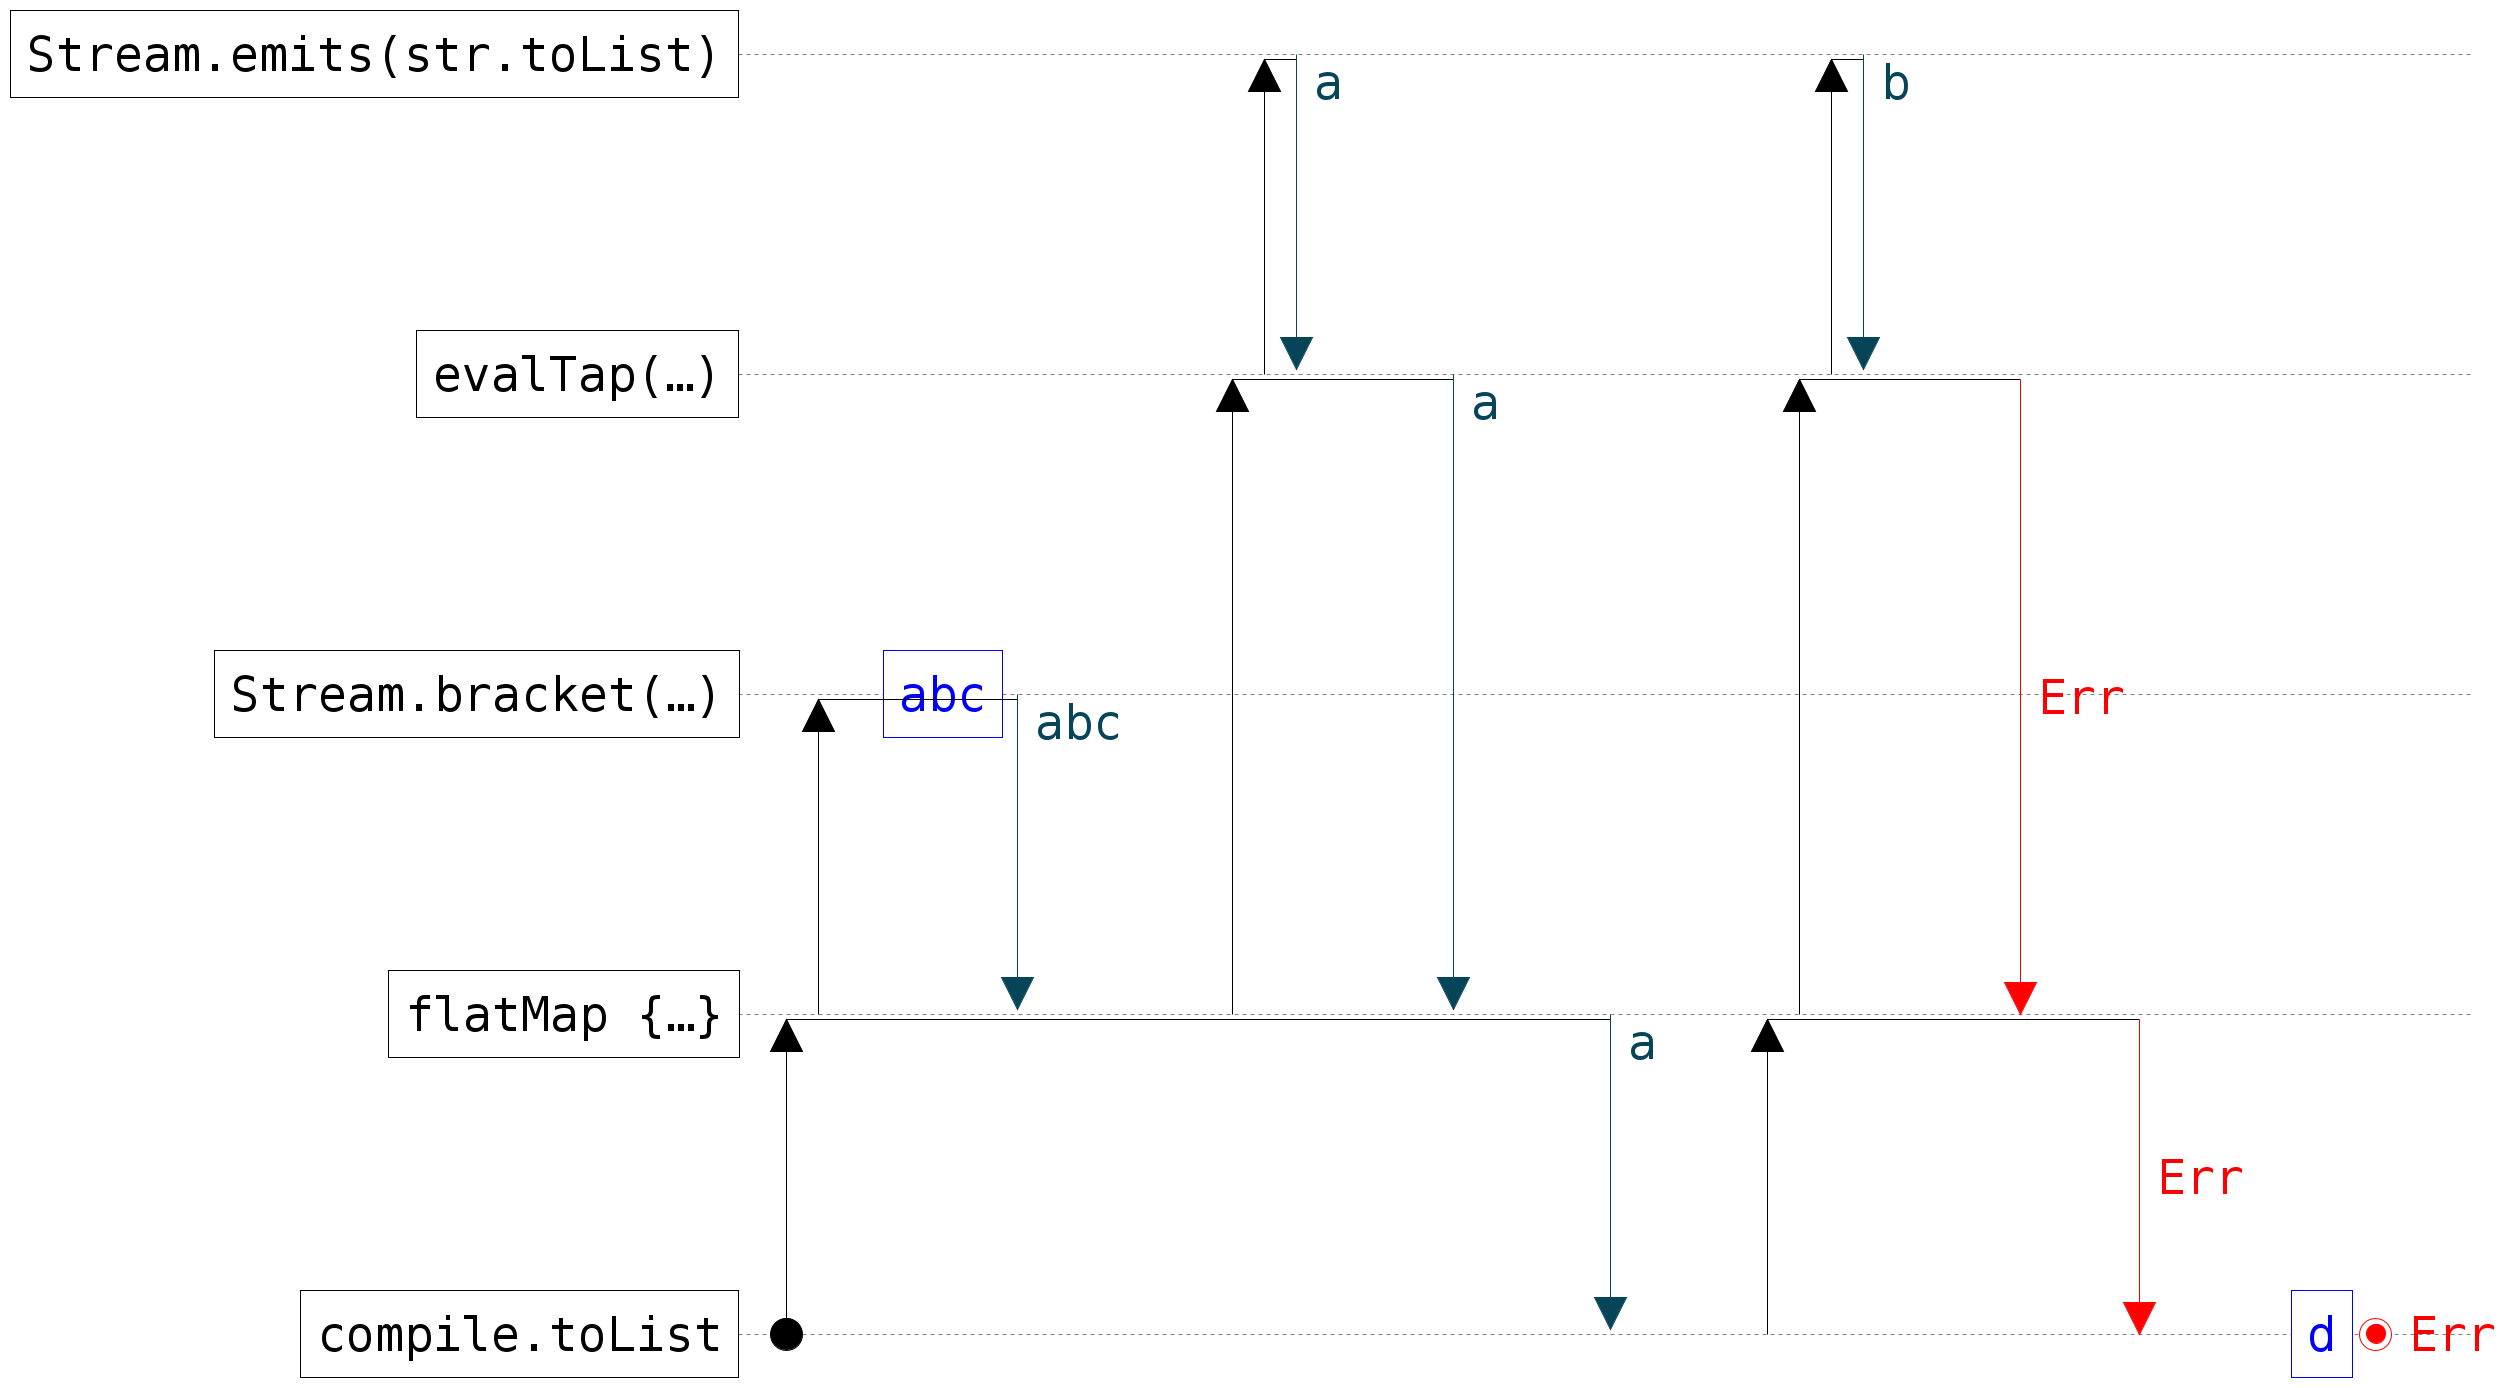 Stream.emits(str.toList)
a
b
evalTap(…)
a
Stream.bracket(…)
abc
abc
Err
flatMap {…}
a
Err
compile.toList
d
Err